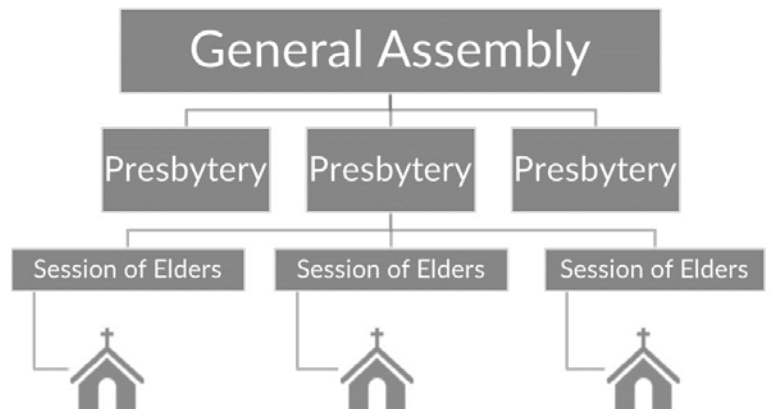 General Assembly
Presbytery
Presbytery
Presbytery
Session of Elders
Session of Elders
Session of Elders